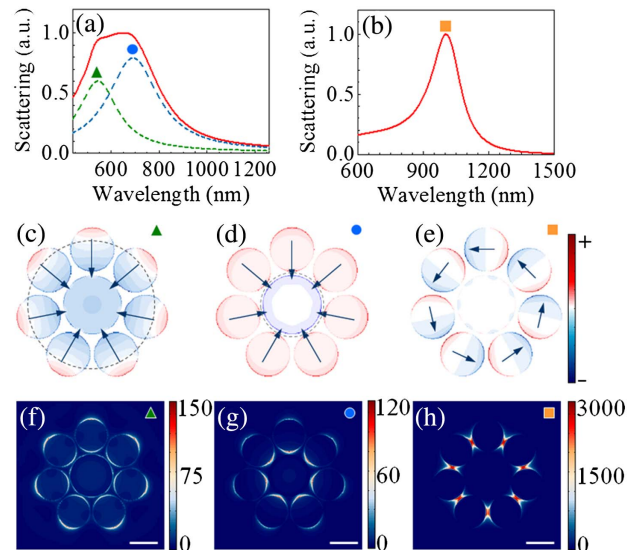 (a)
Scattering (a.u.)
1.0
0.5
0.0
600 800 1000 1200
Wavelength (nm)
(b)
Scattering (a.u.)
1.0
0.5
0.0
600 900 1200 1500
Wavelength (nm)
(c)
(d)
(e)
+
-
(f)
150
75
0
(g)
120
60
0
(h)
3000
1500
0